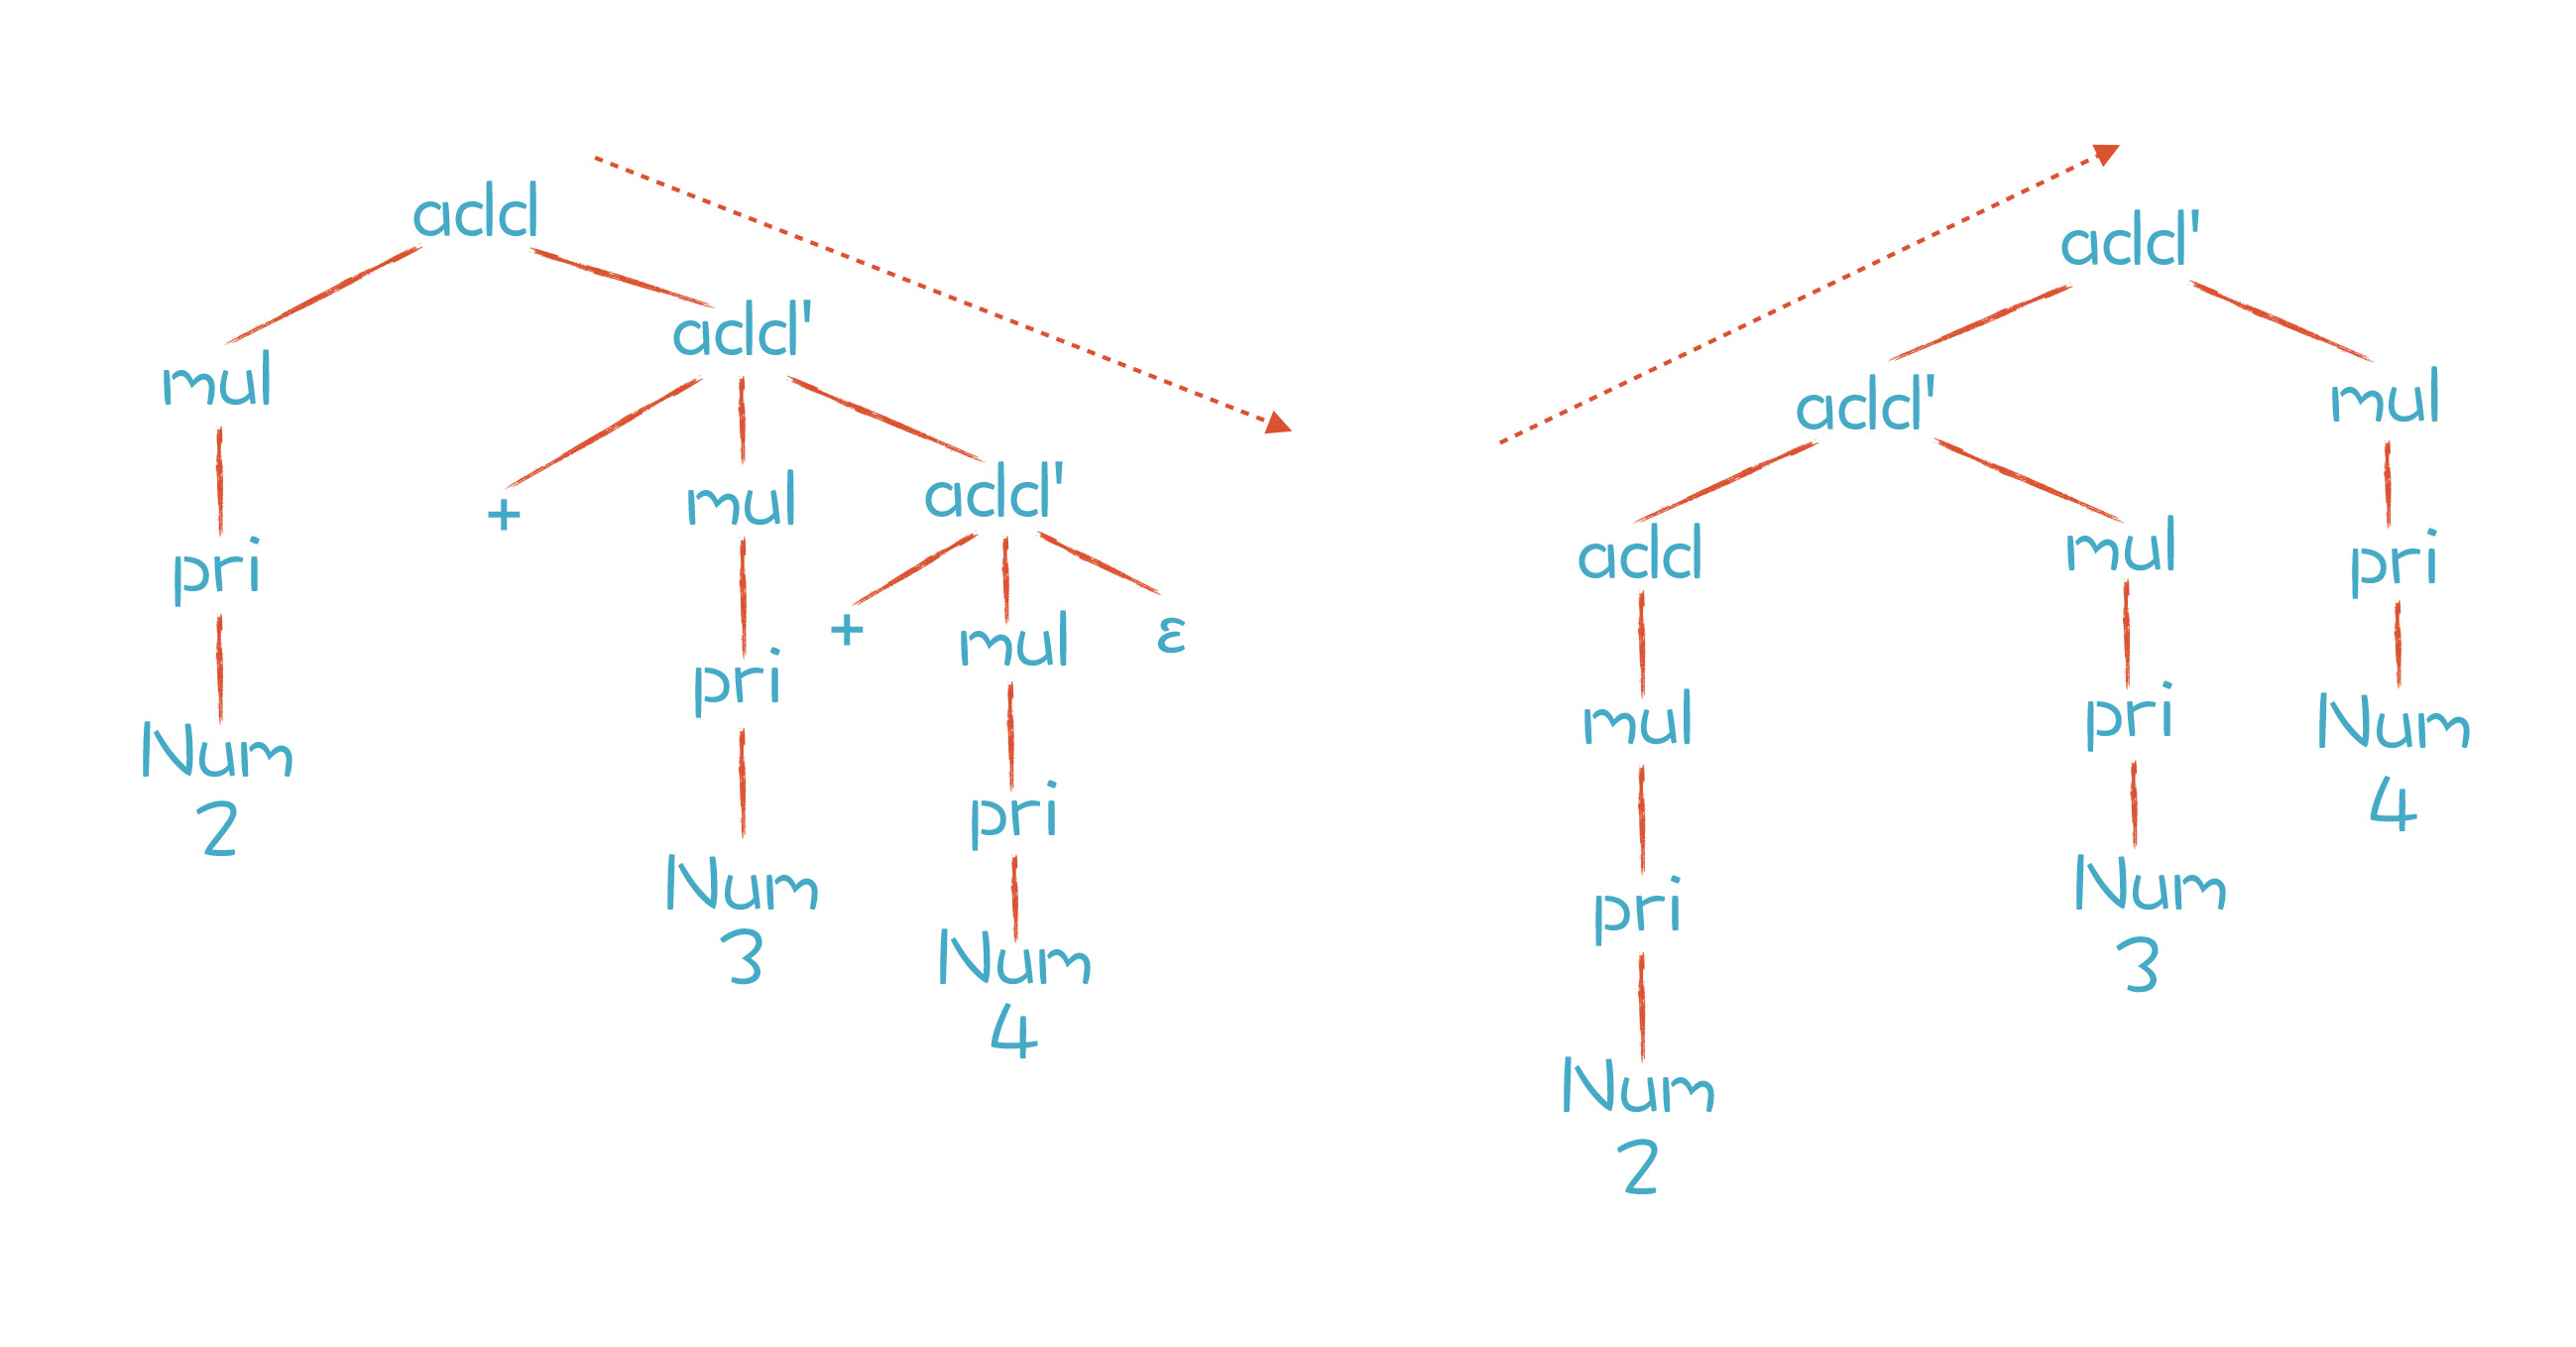 add
mul add'
+ mul add'
pri + mul ε
Num pri
2 pri
Num
3 Num
4
add'
add' mul
add mul pri
mul pri Num
4
pri Num
3
Num
2